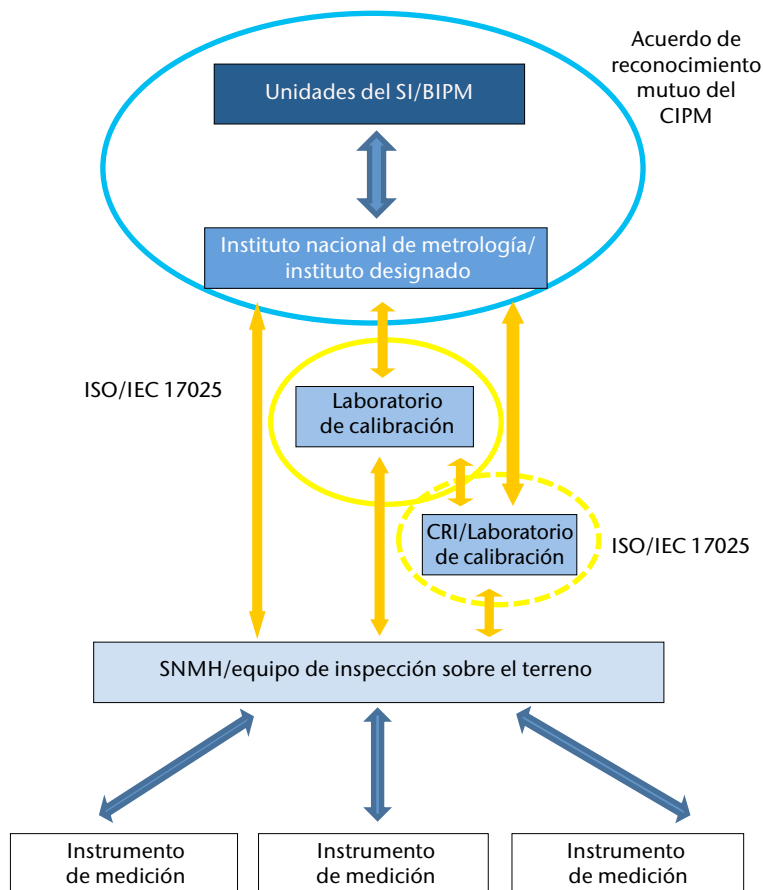 Acuerdo de
reconocimiento
mutuo del
CIPM
Unidades del SI/BIPM
Instituto nacional de metrología/
instituto designado
ISO/IEC 17025
Laboratorio
de calibración
CRI/Laboratorio
de calibración
ISO/IEC 17025
SNMH/equipo de inspección sobre el terreno
Instrumento
de medición
Instrumento
de medición
Instrumento
de medición